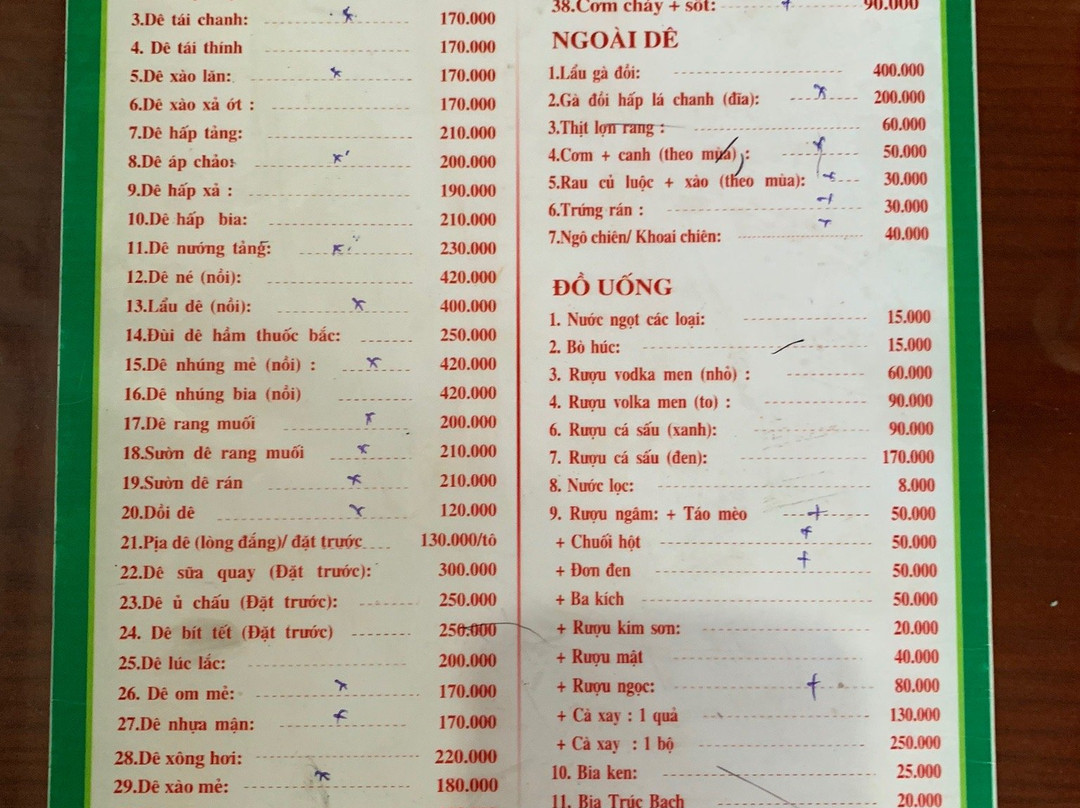 3.Dê tái chanh: 170.000
4. Dê tái thính 170.000
5.Dê xào lăn: 170.000
6.Dê xào xả ớt : 170.000
7.Dê hấp tảng: 210.000
8.Dê áp chảo: 200.000
9.Dê hấp xả : 190.000
10.Dê hấp bia: 210.000
11.Dê nướng tảng: 230.000
12.Dê né (nồi): 420.000
13.Lẩu dê (nồi): 400.000
14.Đùi dê hầm thuốc bắc: 250.000
15.Dê nhúng mẻ (nồi) : 420.000
16.Dê nhúng bia (nồi) 420.000
17.Dê rang muối 200.000
18.Sườn dê rang muối 210.000
19.Sườn dê rán 210.000
20.Dồi dê 120.000
21.Pịa dê (lòng đắng)/ đặt trước 130.000/tô
22.Dê sữa quay (Đặt trước): 300.000
23.Dê ủ chấu (Đặt trước): 250.000
24. Dê bít tết (Đặt trước) 250.000
25.Dê lúc lắc: 200.000
26. Dê om mẻ: 170.000
27.Dê nhựa mận: 170.000
28.Dê xông hơi: 220.000
29.Dê xào mẻ: 180.000
38.Cơm cháy + sốt: 90.000
NGOÀI DÊ
1.Lẩu gà đồi: 400.000
2.Gà đồi hấp lá chanh (đĩa): 200.000
3.Thịt lợn rang : 60.000
4.Cơm + canh (theo mùa) : 50.000
5.Rau củ luộc + xào (theo mùa): 30.000
6.Trứng rán : 30.000
7.Ngô chiên/ Khoai chiên: 40.000
ĐỒ UỐNG
1. Nước ngọt các loại: 15.000
2. Bò húc: 15.000
3. Rượu vodka men (nhỏ) : 60.000
4. Rượu volka men (to) : 90.000
6. Rượu cá sấu (xanh): 90.000
7. Rượu cá sấu (đen): 170.000
8. Nước lọc: 8.000
9. Rượu ngâm: + Táo mèo 50.000
+ Chuối hột 50.000
+ Đơn đen 50.000
+ Ba kích 50.000
+ Rượu kim sơn: 20.000
+ Rượu mật 40.000
+ Rượu ngọc: 80.000
+ Cả xay : 1 quả 130.000
+ Cả xay : 1 bộ 250.000
10. Bia ken: 25.000
11. Bia Trúc Bạch 20.000